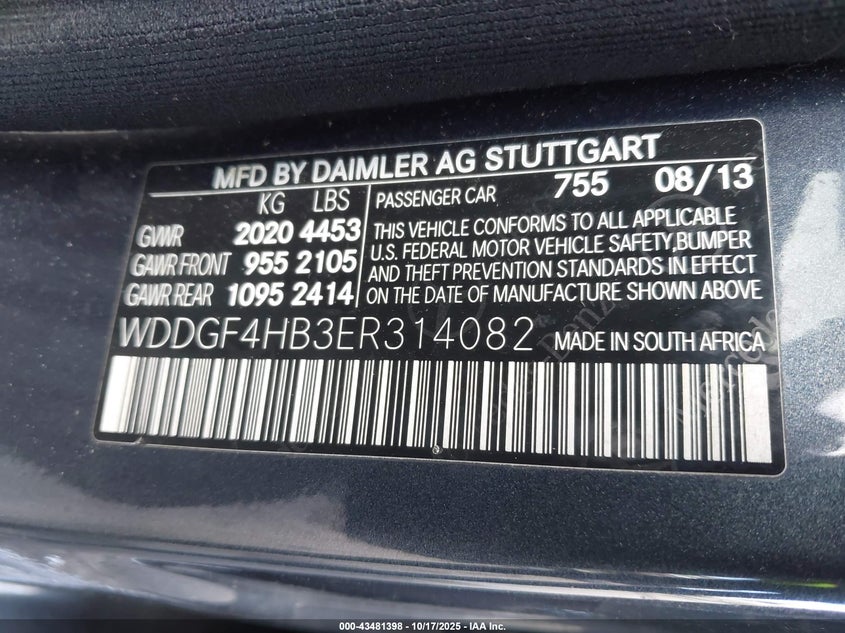 MFD BY DAIMLER AG STUTTGART
KG LBS
GVWR 2020 4453
GAWR FRONT 955 2105
GAWR REAR 1095 2414
PASSENGER CAR 755 08/13
THIS VEHICLE CONFORMS TO ALL APPLICABLE
U.S. FEDERAL MOTOR VEHICLE SAFETY,BUMPER
AND THEFT PREVENTION STANDARDS IN EFFECT
ON THE DATE OF MANUFACTURE SHOWN ABOVE
WDDGF4HB3ER314082 MADE IN SOUTH AFRICA
000-43481398 | 10/17/2025 - IAA Inc.